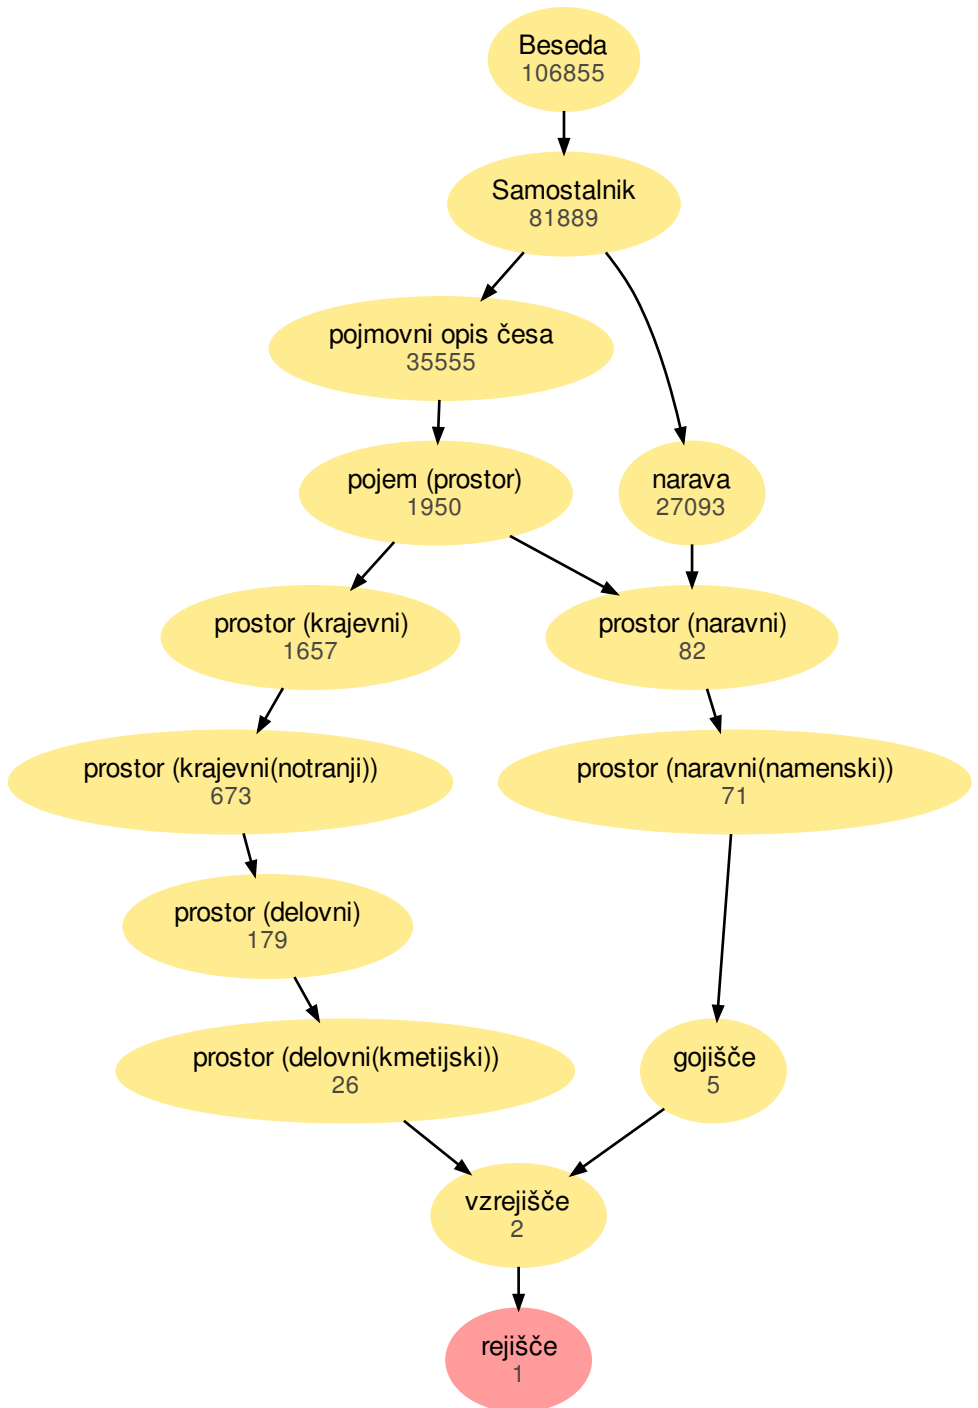 Beseda
106855
Samostalnik
81889
pojmovni opis česa
35555
pojem (prostor)
1950
narava
27093
prostor (krajevni)
1657
prostor (naravni)
82
prostor (krajevni(notranji))
673
prostor (naravni(namenski))
71
prostor (delovni)
179
prostor (delovni(kmetijski))
26
gojišče
5
vzrejišče
2
rejišče
1